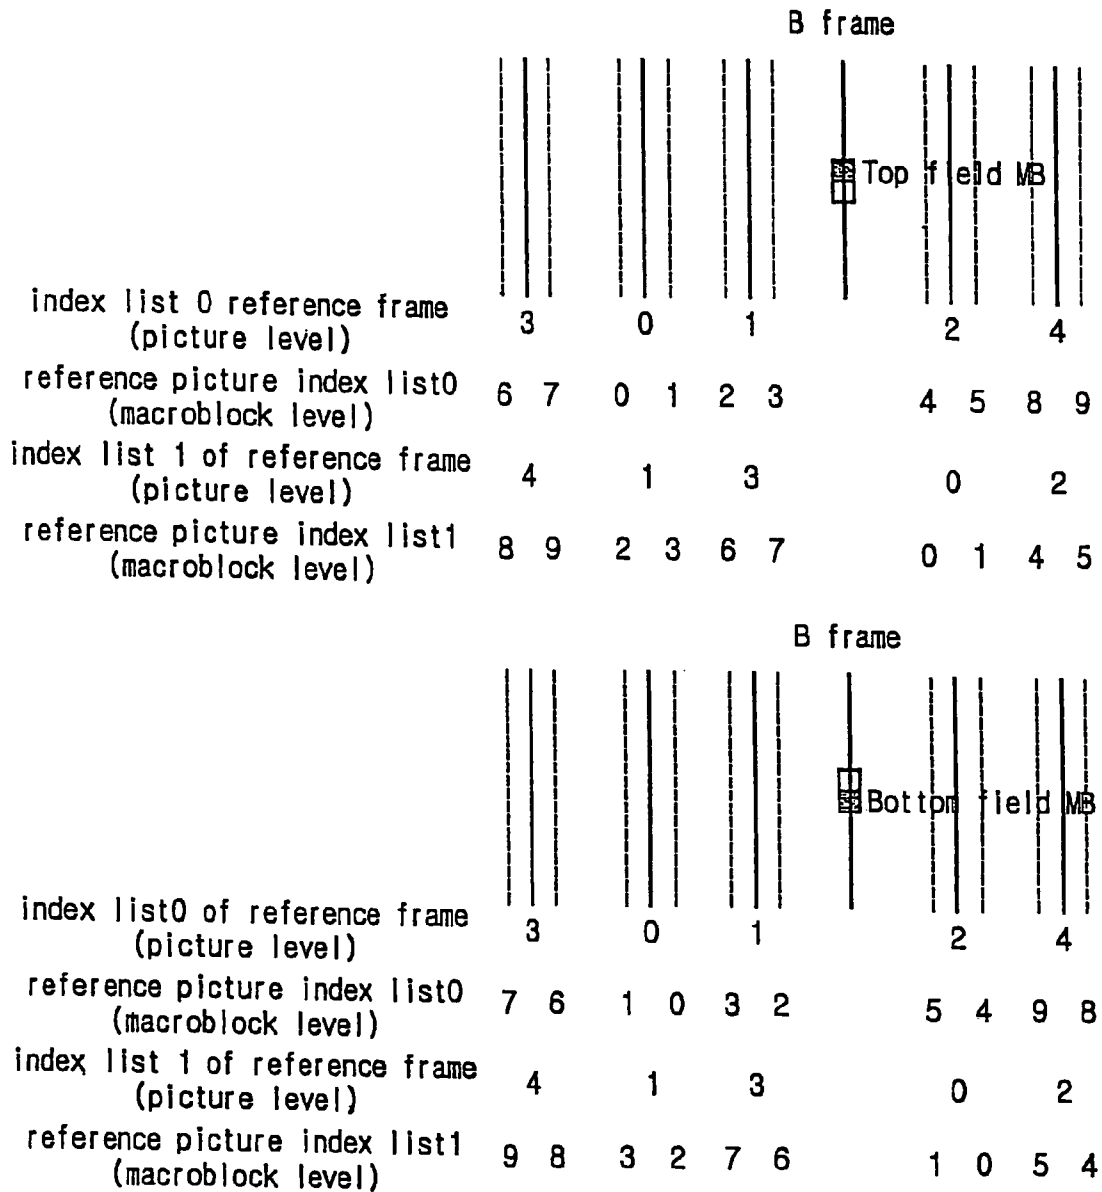 B frame
Top field MB
index list 0 reference frame
(picture level)
3 0 1 2 4
reference picture index list0
(macroblock level)
6 7 0 1 2 3 4 5 8 9
index list 1 of reference frame
(picture level)
4 1 3 0 2
reference picture index list1
(macroblock level)
8 9 2 3 6 7 0 1 4 5
B frame
Bottom field MB
index list0 of reference frame
(picture level)
3 0 1 2 4
reference picture index list0
(macroblock level)
7 6 1 0 3 2 5 4 9 8
index list 1 of reference frame
(picture level)
4 1 3 0 2
reference picture index list1
(macroblock level)
9 8 3 2 7 6 1 0 5 4